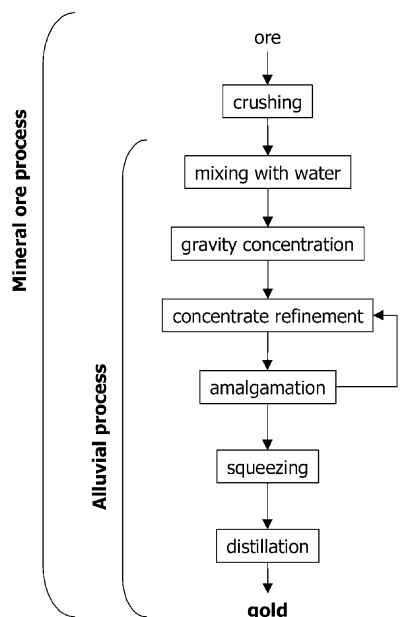 Mineral ore process
Alluvial process
ore
crushing
mixing with water
gravity concentration
concentrate refinement
amalgamation
squeezing
distillation
gold